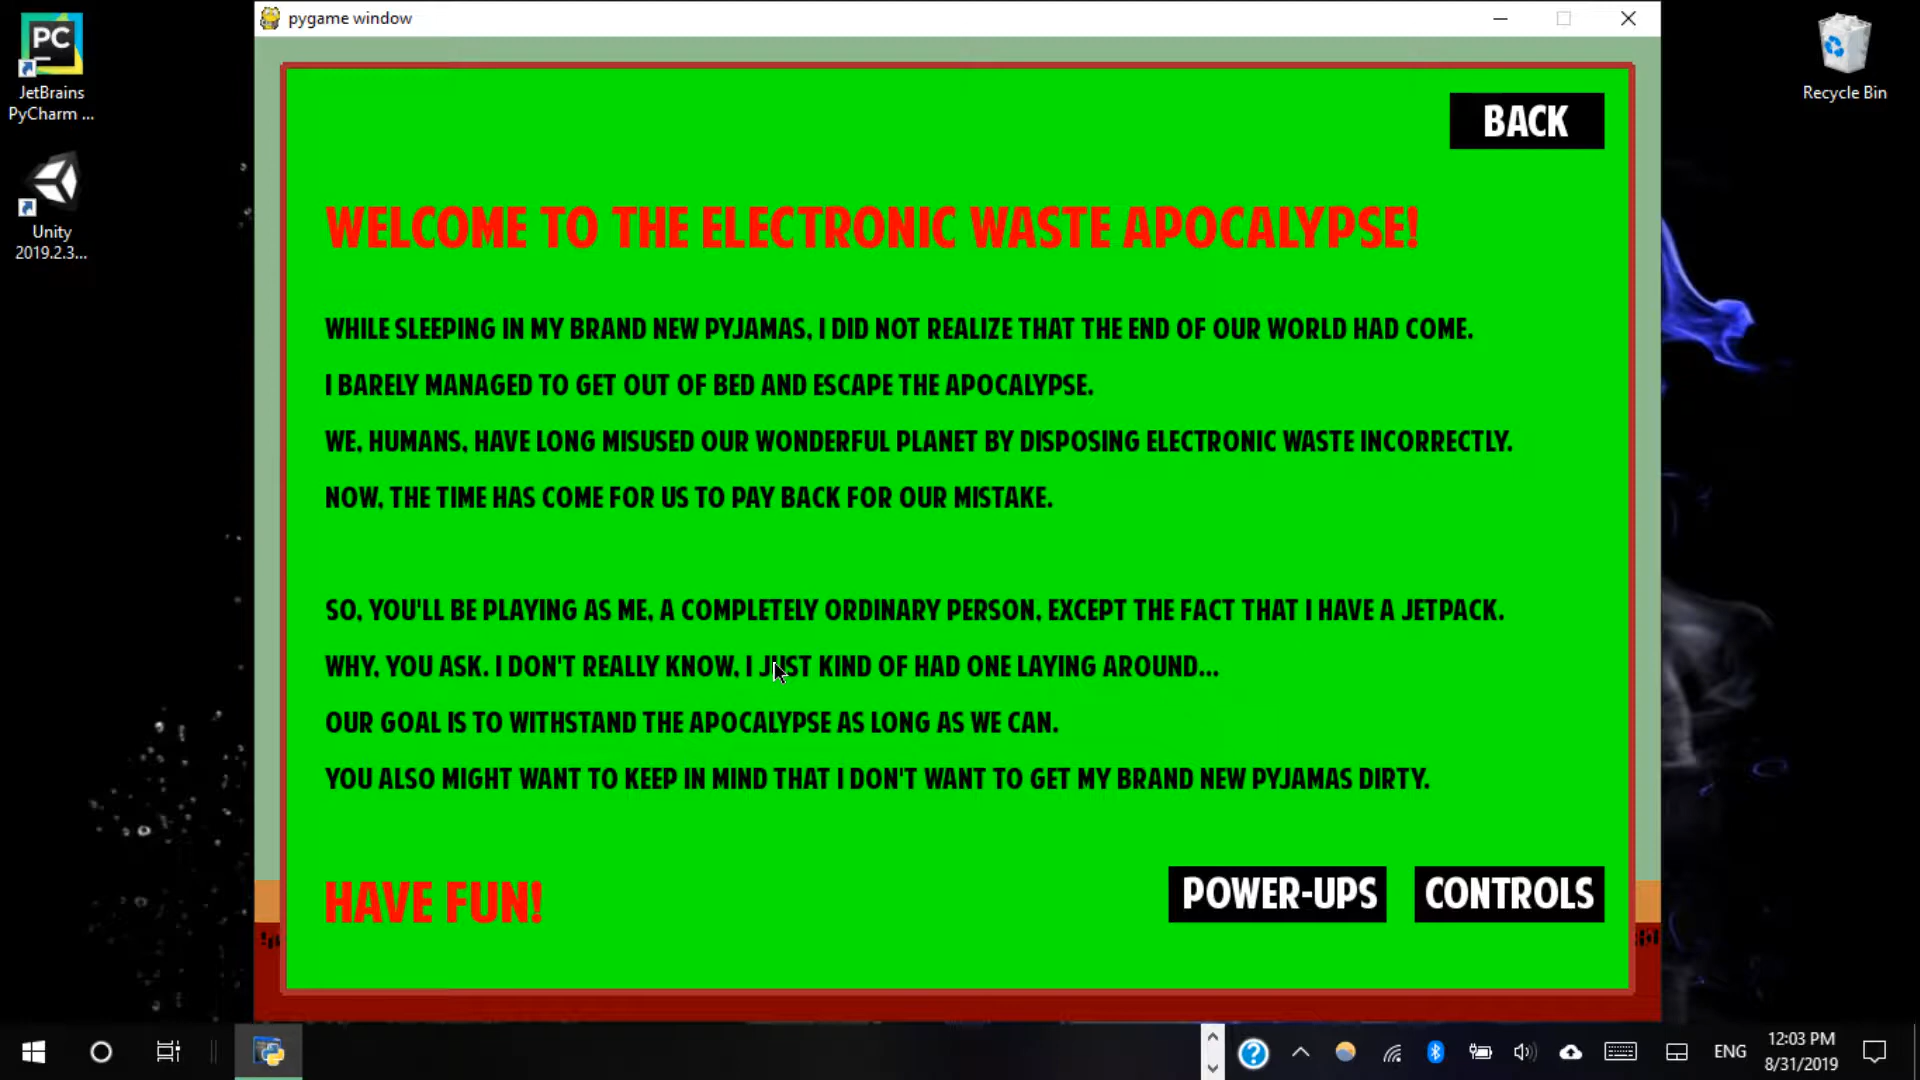 pygame window
JetBrains
PyCharm ...
Unity
2019.2.3...
Recycle Bin
BACK
WELCOME TO THE ELECTRONIC WASTE APOCALYPSE!
WHILE SLEEPING IN MY BRAND NEW PYJAMAS, I DID NOT REALIZE THAT THE END OF OUR WORLD HAD COME.
I BARELY MANAGED TO GET OUT OF BED AND ESCAPE THE APOCALYPSE.
WE, HUMANS, HAVE LONG MISUSED OUR WONDERFUL PLANET BY DISPOSING ELECTRONIC WASTE INCORRECTLY.
NOW, THE TIME HAS COME FOR US TO PAY BACK FOR OUR MISTAKE.
SO, YOU'LL BE PLAYING AS ME, A COMPLETELY ORDINARY PERSON, EXCEPT THE FACT THAT I HAVE A JETPACK.
WHY, YOU ASK. I DON'T REALLY KNOW, I JUST KIND OF HAD ONE LAYING AROUND...
OUR GOAL IS TO WITHSTAND THE APOCALYPSE AS LONG AS WE CAN.
YOU ALSO MIGHT WANT TO KEEP IN MIND THAT I DON'T WANT TO GET MY BRAND NEW PYJAMAS DIRTY.
HAVE FUN!
POWER-UPS
CONTROLS
ENG
12:03 PM
8/31/2019